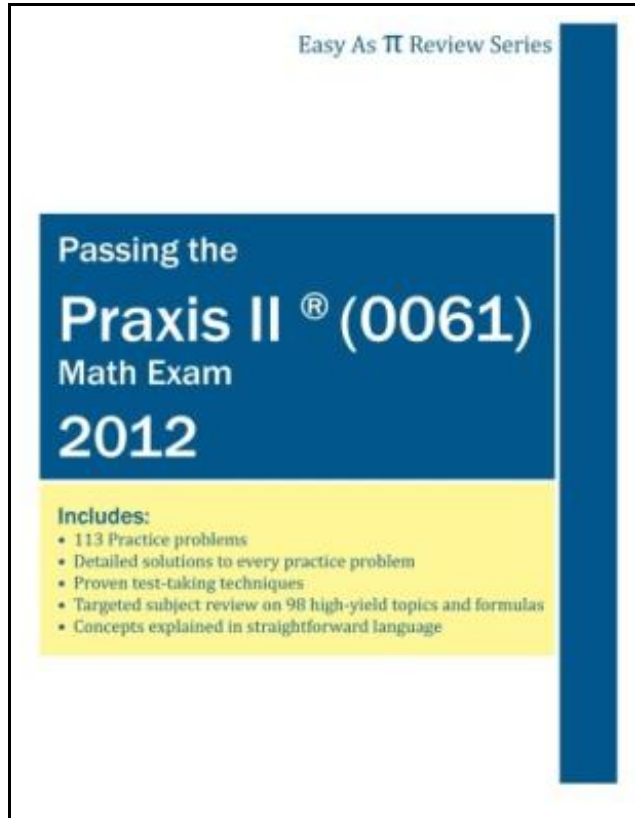 Easy As π Review Series
Passing the
Praxis II ® (0061)
Math Exam
2012
Includes:
• 113 Practice problems
• Detailed solutions to every practice problem
• Proven test-taking techniques
• Targeted subject review on 98 high-yield topics and formulas
• Concepts explained in straightforward language